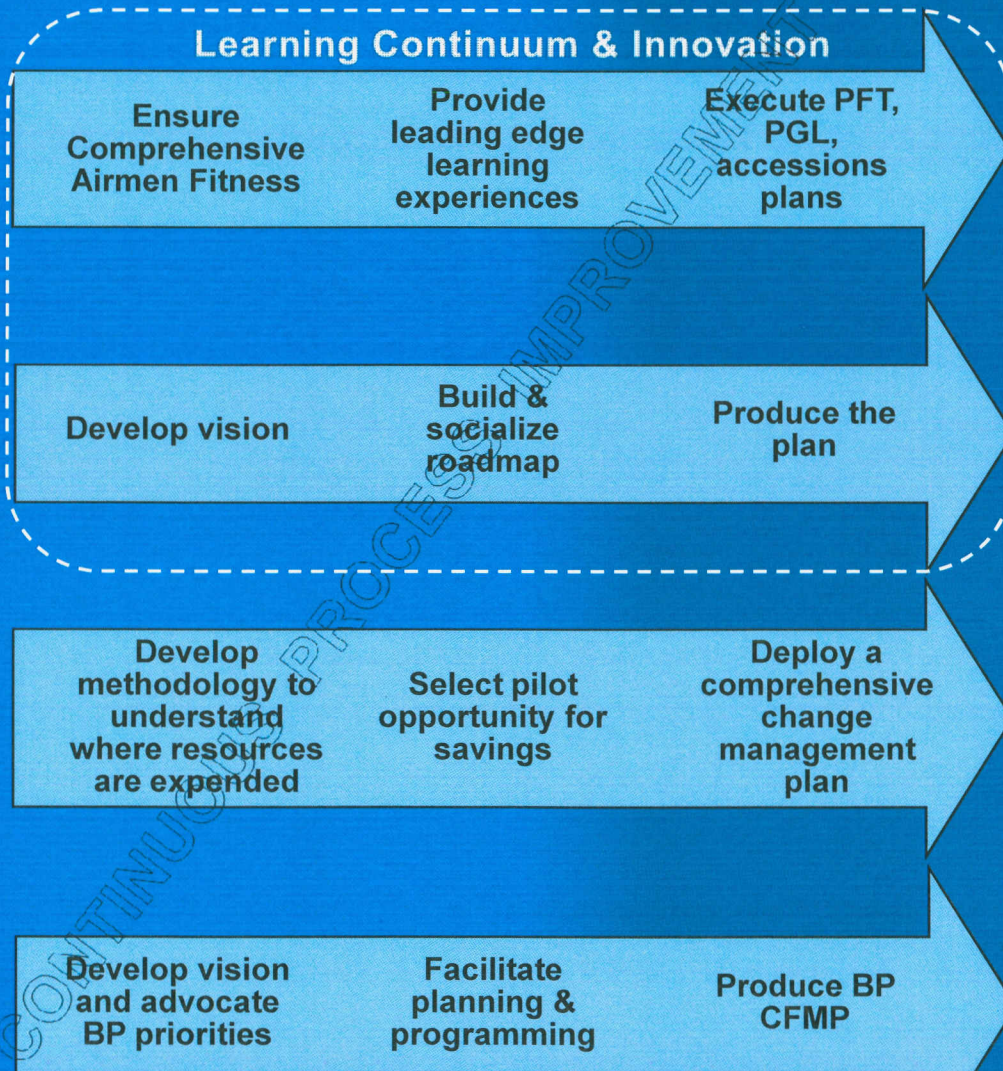 Learning Continuum & Innovation
Ensure
Comprehensive
Airmen Fitness
Provide
leading edge
learning
experiences
Execute PFT,
PGL,
accessions
plans
Develop vision
Build &
socialize
roadmap
Produce the
plan
Develop
methodology to
understand
where resources
are expended
Select pilot
opportunity for
savings
Deploy a
comprehensive
change
management
plan
Develop vision
and advocate
BP priorities
Facilitate
planning &
programming
Produce BP
CFMP
CONTINUOUS PROCESS IMPROVEMENT